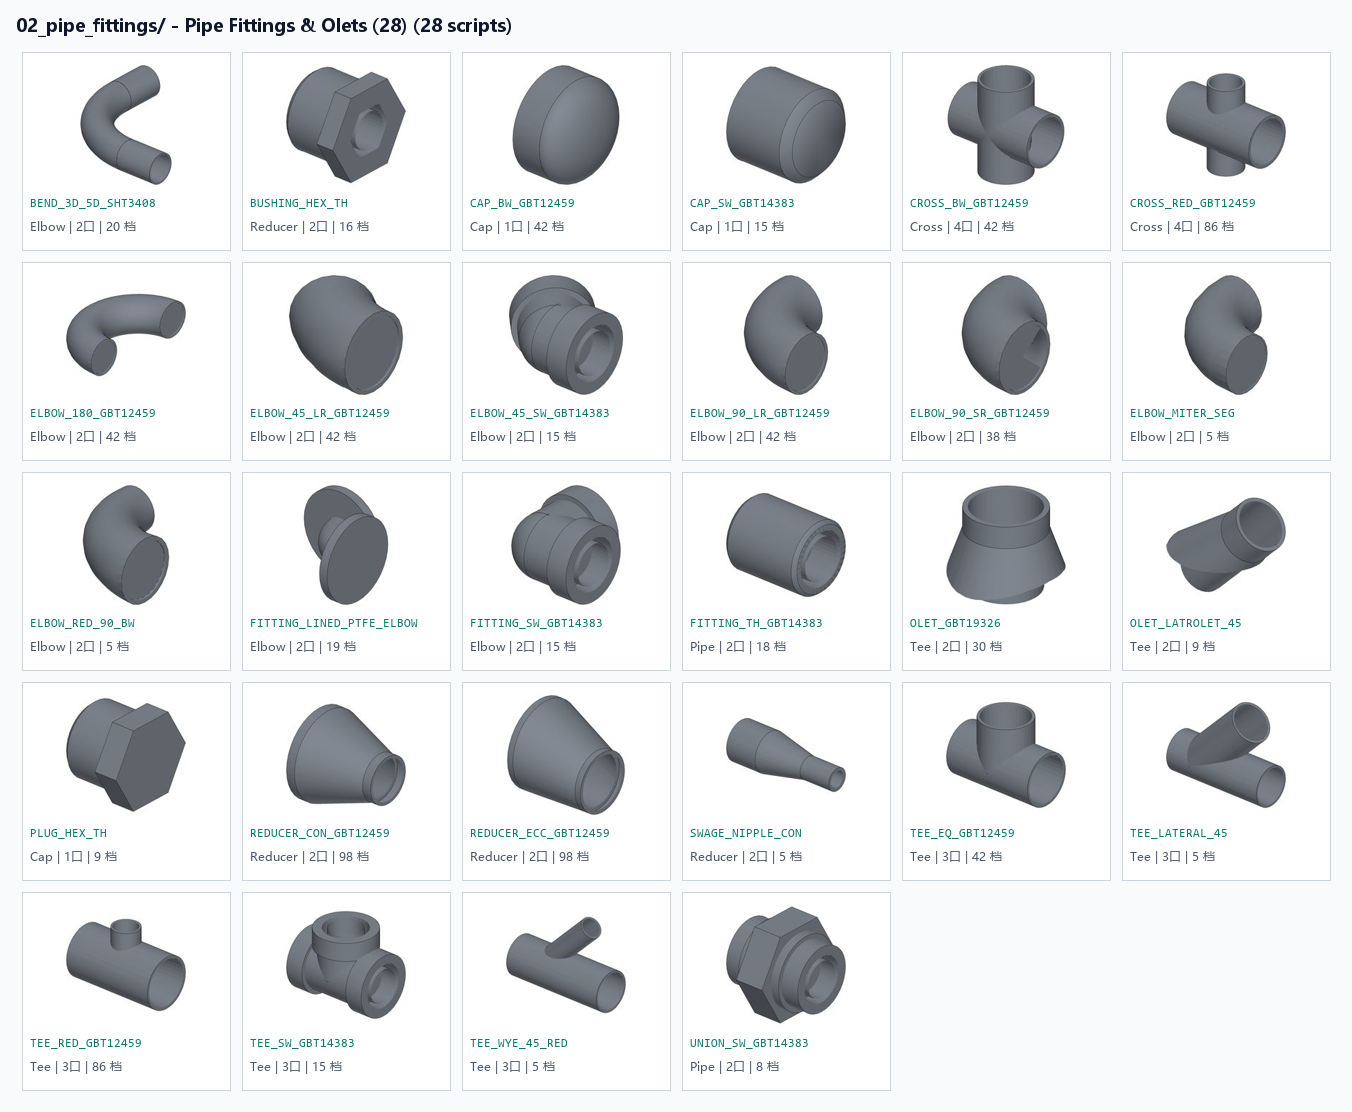 02_pipe_fittings/ - Pipe Fittings & Olets (28) (28 scripts)
BEND_3D_5D_SHT3408
Elbow | 2口 | 20 档
BUSHING_HEX_TH
Reducer | 2口 | 16 档
CAP_BW_GBT12459
Cap | 1口 | 42 档
CAP_SW_GBT14383
Cap | 1口 | 15 档
CROSS_BW_GBT12459
Cross | 4口 | 42 档
CROSS_RED_GBT12459
Cross | 4口 | 86 档
ELBOW_180_GBT12459
Elbow | 2口 | 42 档
ELBOW_45_LR_GBT12459
Elbow | 2口 | 42 档
ELBOW_45_SW_GBT14383
Elbow | 2口 | 15 档
ELBOW_90_LR_GBT12459
Elbow | 2口 | 42 档
ELBOW_90_SR_GBT12459
Elbow | 2口 | 38 档
ELBOW_MITER_SEG
Elbow | 2口 | 5 档
ELBOW_RED_90_BW
Elbow | 2口 | 5 档
FITTING_LINED_PTFE_ELBOW
Elbow | 2口 | 19 档
FITTING_SW_GBT14383
Elbow | 2口 | 15 档
FITTING_TH_GBT14383
Pipe | 2口 | 18 档
OLET_GBT19326
Tee | 2口 | 30 档
OLET_LATROLET_45
Tee | 2口 | 9 档
PLUG_HEX_TH
Cap | 1口 | 9 档
REDUCER_CON_GBT12459
Reducer | 2口 | 98 档
REDUCER_ECC_GBT12459
Reducer | 2口 | 98 档
SWAGE_NIPPLE_CON
Reducer | 2口 | 5 档
TEE_EQ_GBT12459
Tee | 3口 | 42 档
TEE_LATERAL_45
Tee | 3口 | 5 档
TEE_RED_GBT12459
Tee | 3口 | 86 档
TEE_SW_GBT14383
Tee | 3口 | 15 档
TEE_WYE_45_RED
Tee | 3口 | 5 档
UNION_SW_GBT14383
Pipe | 2口 | 8 档